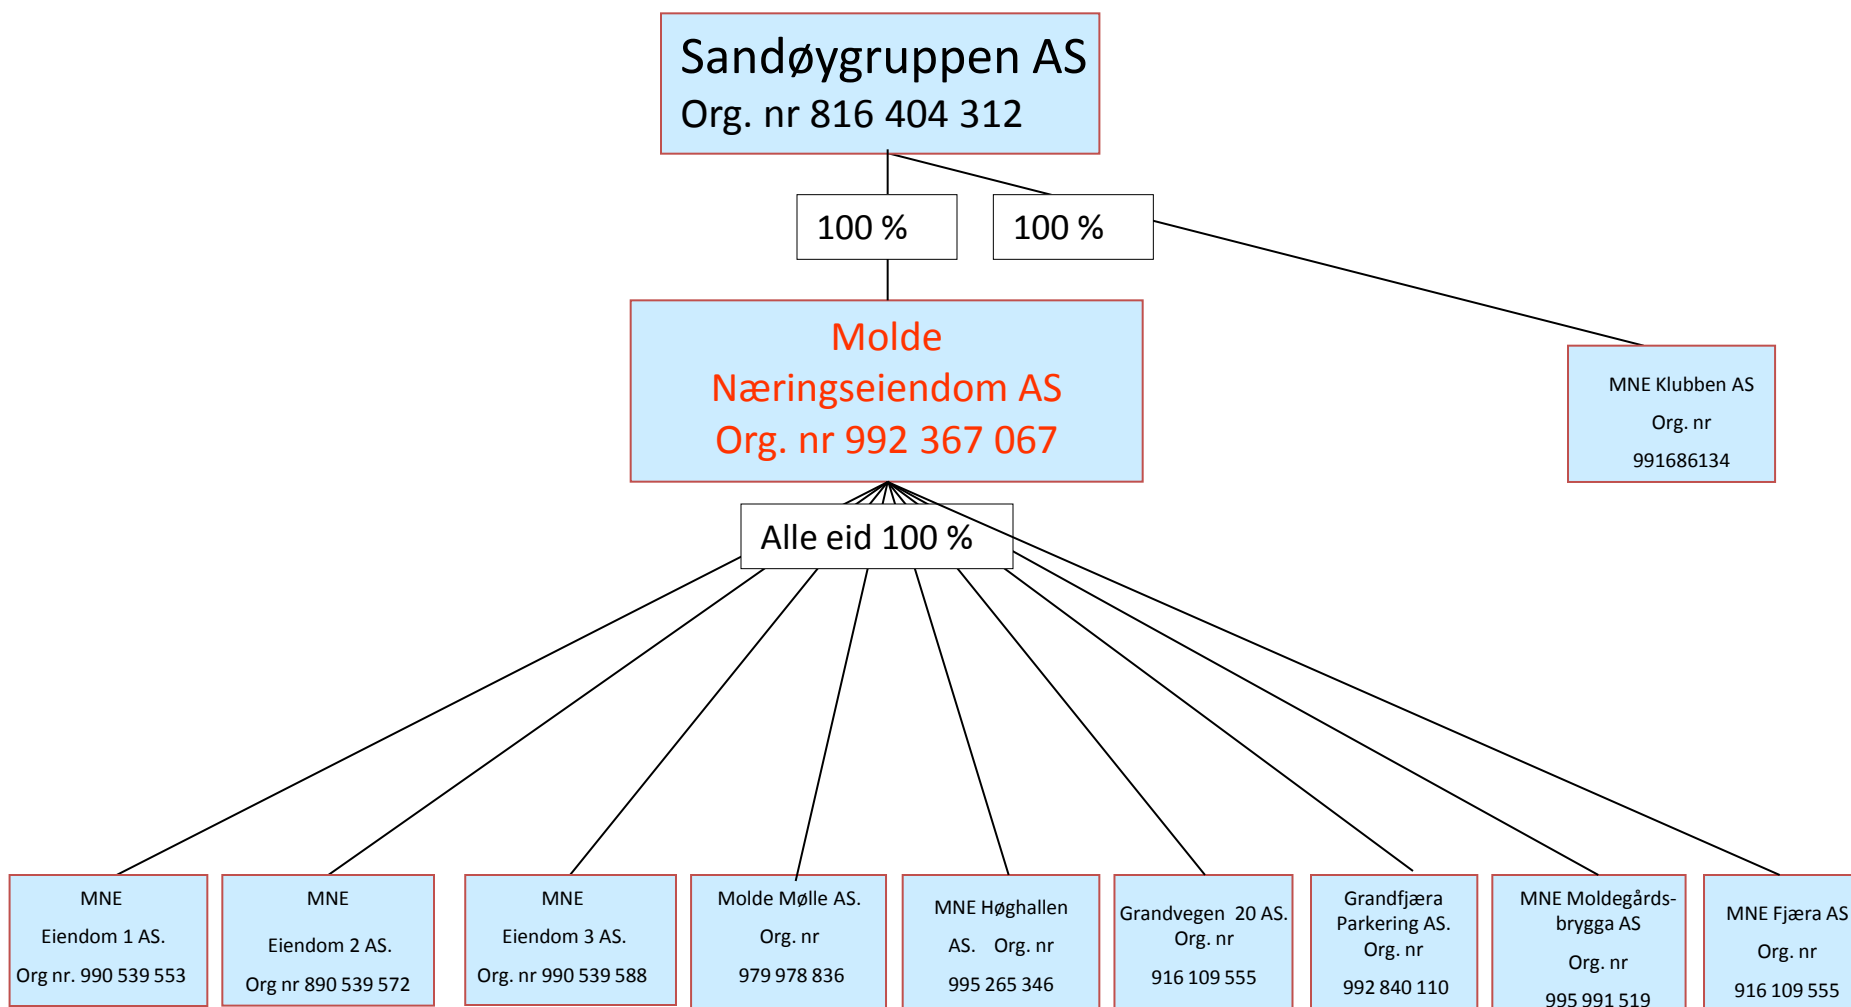 Sandøygruppen AS
Org. nr 816 404 312
100 %
100 %
Molde
Næringseiendom AS
Org. nr 992 367 067
MNE Klubben AS
Org. nr
991686134
Alle eid 100 %
MNE
Eiendom 1 AS.
Org nr. 990 539 553
MNE
Eiendom 2 AS.
Org nr 890 539 572
MNE
Eiendom 3 AS.
Org. nr 990 539 588
Molde Mølle AS.
Org. nr
979 978 836
MNE Høghallen
AS. Org. nr
995 265 346
Grandvegen 20 AS.
Org. nr
916 109 555
Grandfjæra
Parkering AS.
Org. nr
992 840 110
MNE Moldegårds-
brygga AS
Org. nr
995 991 519
MNE Fjæra AS
Org. nr
916 109 555